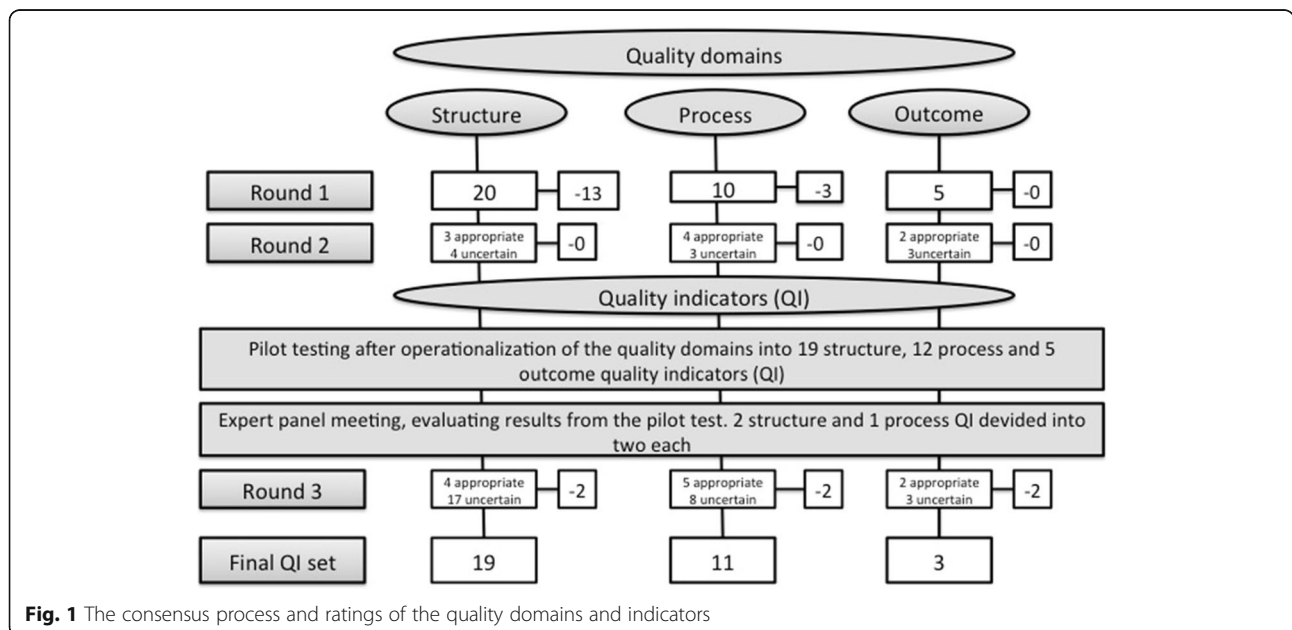 Quality domains
Structure
Process
Outcome
Round 1
20
-13
10
-3
5
-0
Round 2
3 appropriate
4 uncertain
-0
4 appropriate
3 uncertain
-0
2 appropriate
3uncertain
-0
Quality indicators (QI)
Pilot testing after operationalization of the quality domains into 19 structure, 12 process and 5
outcome quality indicators (QI)
Expert panel meeting, evaluating results from the pilot test. 2 structure and 1 process QI devided into
two each
Round 3
4 appropriate
17 uncertain
-2
5 appropriate
8 uncertain
-2
2 appropriate
3 uncertain
-2
Final QI set
19
11
3
Fig. 1 The consensus process and ratings of the quality domains and indicators